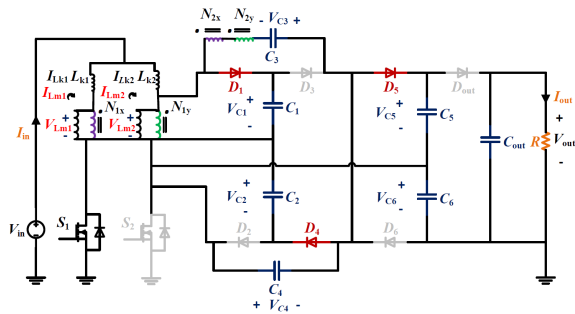 N2x N2y - VC3 +
C3
ILk1 Lk1 ILk2 Lk2
ILm1 ILm2
N1x N1y
+ VLm1 - + VLm2 -
D1 D3 D5 Dout
Iin Iout
+ VC1 - C1
+ VC5 - C5
Cout R + Vout -
+ VC2 - C2
+ VC6 - C6
Vin + - S1 S2
D2 D4 D6
C4
+ VC4 -